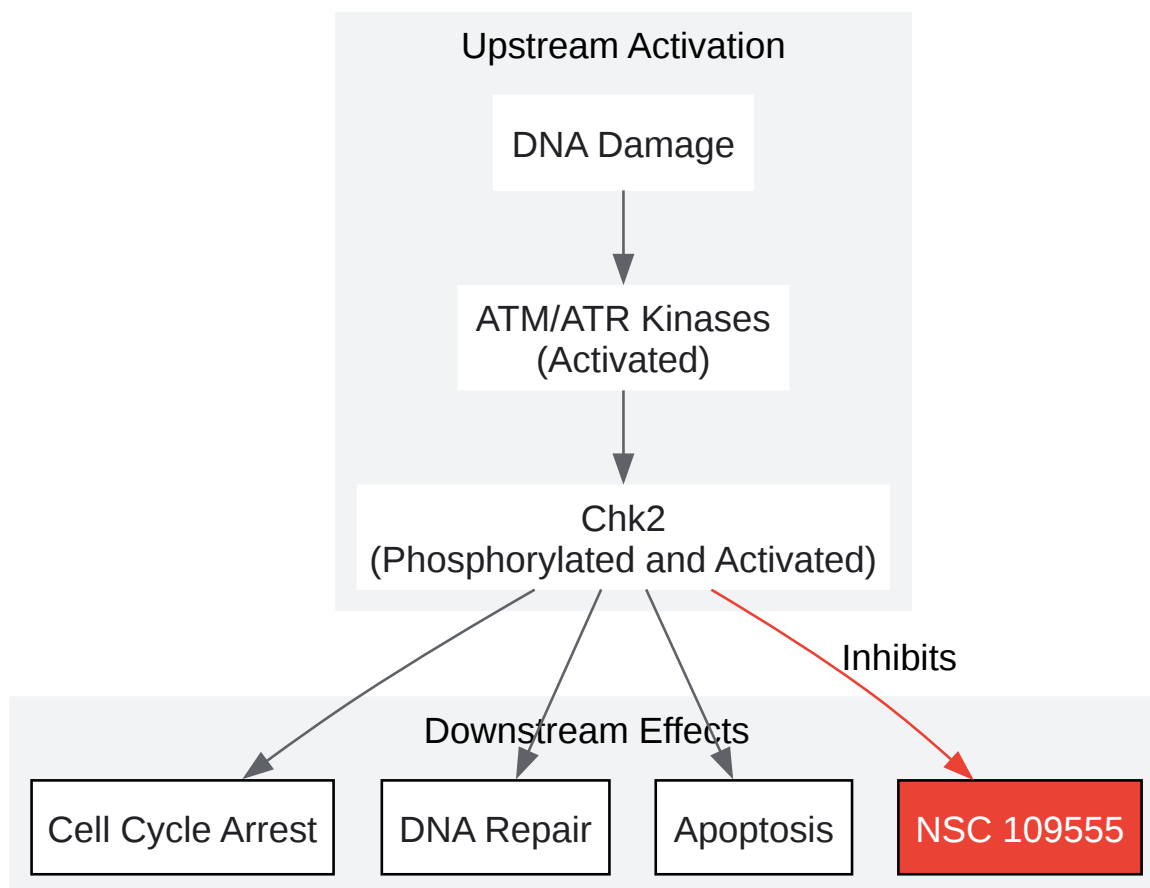 Upstream Activation
DNA Damage
ATM/ATR Kinases
(Activated)
Chk2
(Phosphorylated and Activated)
Inhibits
Downstream Effects
Cell Cycle Arrest
DNA Repair
Apoptosis
NSC 109555